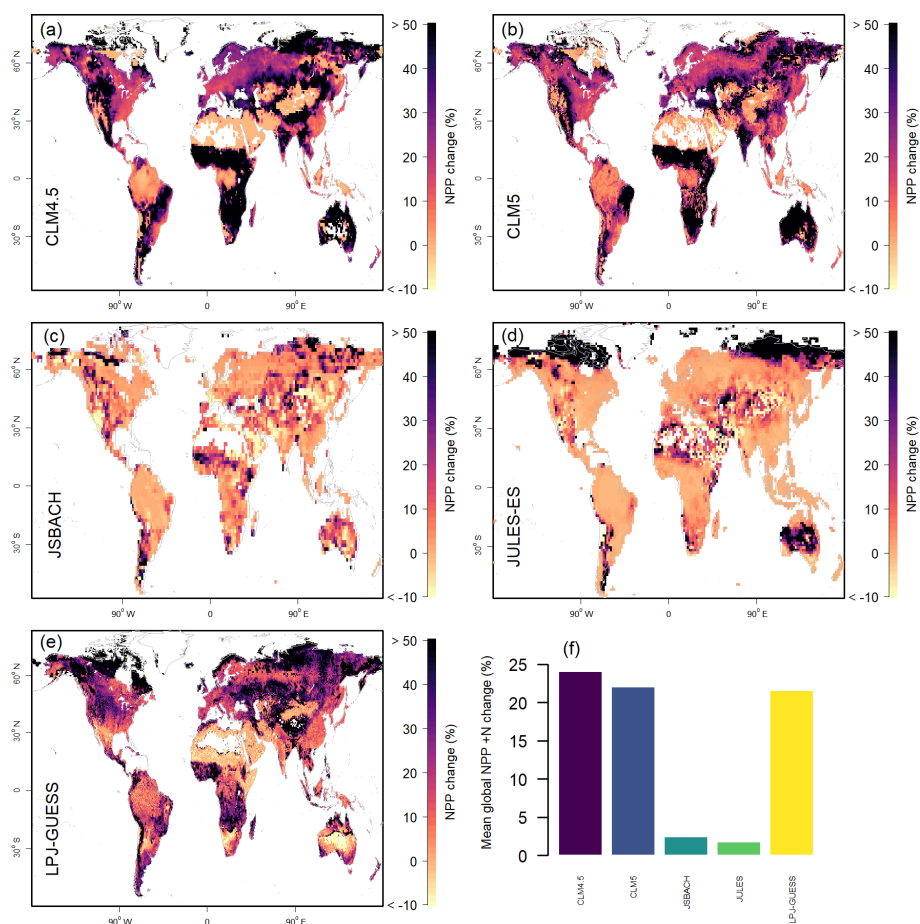 (a)
CLM4.5
60° N
30° N
0
30° S
90° W
0
90° E
> 50
40
30
20
10
0
< -10
NPP change (%)
(b)
CLM5
60° N
30° N
0
30° S
90° W
0
90° E
> 50
40
30
20
10
0
< -10
NPP change (%)
(c)
JSBACH
60° N
30° N
0
30° S
90° W
0
90° E
> 50
40
30
20
10
0
< -10
NPP change (%)
(d)
JULES-ES
60° N
30° N
0
30° S
90° W
0
90° E
> 50
40
30
20
10
0
< -10
NPP change (%)
(e)
LPJ-GUESS
60° N
30° N
0
30° S
90° W
0
90° E
> 50
40
30
20
10
0
< -10
NPP change (%)
(f)
Mean global NPP +N change (%)
25
20
15
10
5
0
CLM4.5
CLM5
JSBACH
JULES
LPJ-GUESS